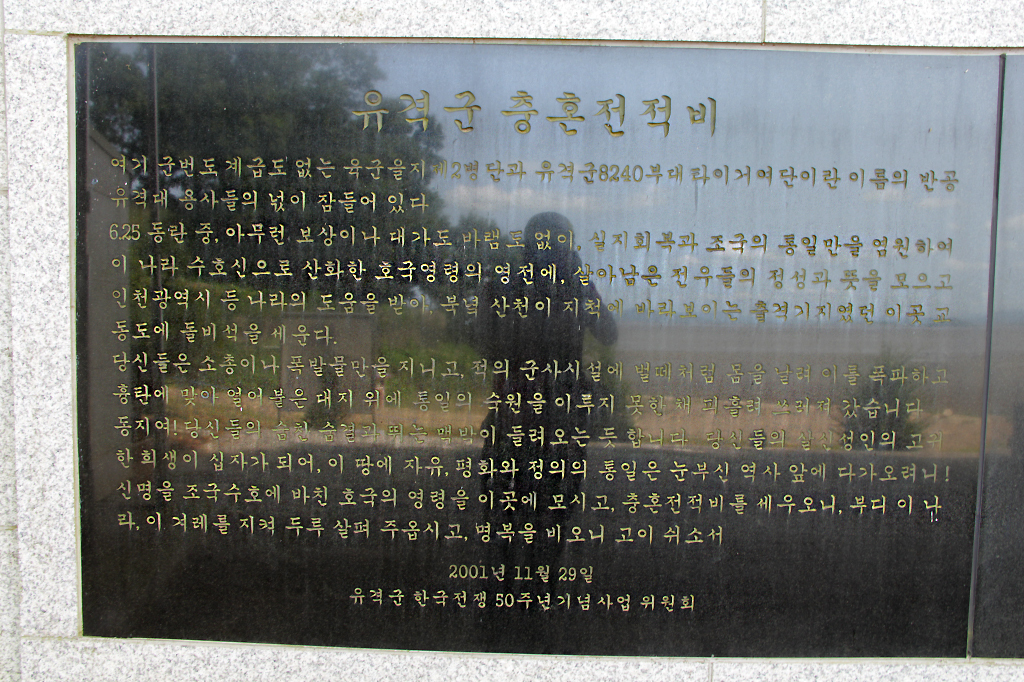 유격군 충혼전적비
여기 군번도 계급도 없는 육군을지제2병단과 유격군8240부대타이거여단이란 이름의 반공
유격대 용사들의 넋이 잠들어 있다
6.25 동란 중, 아무런 보상이나 대가도 바램도 없이, 실지회복과 조국의 통일만을 염원하여
이 나라 수호신으로 산화한 호국영령의 영전에, 살아남은 전우들의 정성과 뜻을 모으고
인천광역시 등 나라의 도움을 받아, 북녘 산천이 지척에 바라보이는 출격기지였던 이곳 교
동도에 돌비석을 세운다.
당신들은 소총이나 폭발물만을 지니고, 적의 군사시설에 벌떼처럼 몸을 날려 이를 폭파하고
흉탄에 맞아 얼어붙은 대지 위에 통일의 숙원을 이루지 못한 채 피 흘려 쓰러져 갔습니다
동지여! 당신들의 숨찬 숨결과 뛰는 맥박이 들려오는 듯 합니다. 당신들의 살신성인의 고귀
한 희생이 십자가 되어, 이 땅에 자유, 평화와 정의의 통일은 눈부신 역사 앞에 다가오려니!
신명을 조국수호에 바친 호국의 영령을 이곳에 모시고, 충혼전적비를 세우오니, 부디 이 나
라, 이 겨레를 지켜 두루 살펴 주옵시고, 명복을 비오니 고이 쉬소서
2001년 11월 29일
유격군 한국전쟁 50주년기념사업 위원회